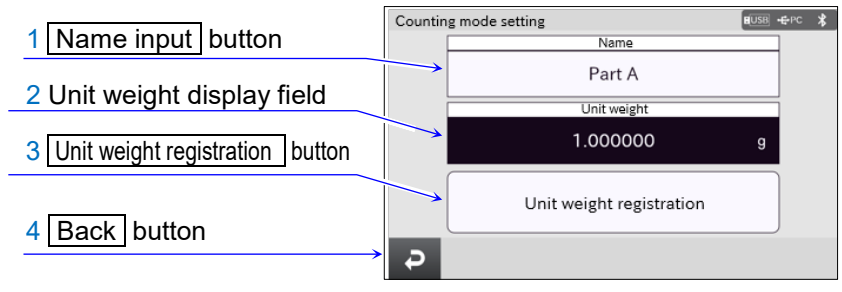 1 Name input button
2 Unit weight display field
3 Unit weight registration button
4 Back button
Counting mode setting
USB PC
Name
Part A
Unit weight
1.000000 g
Unit weight registration